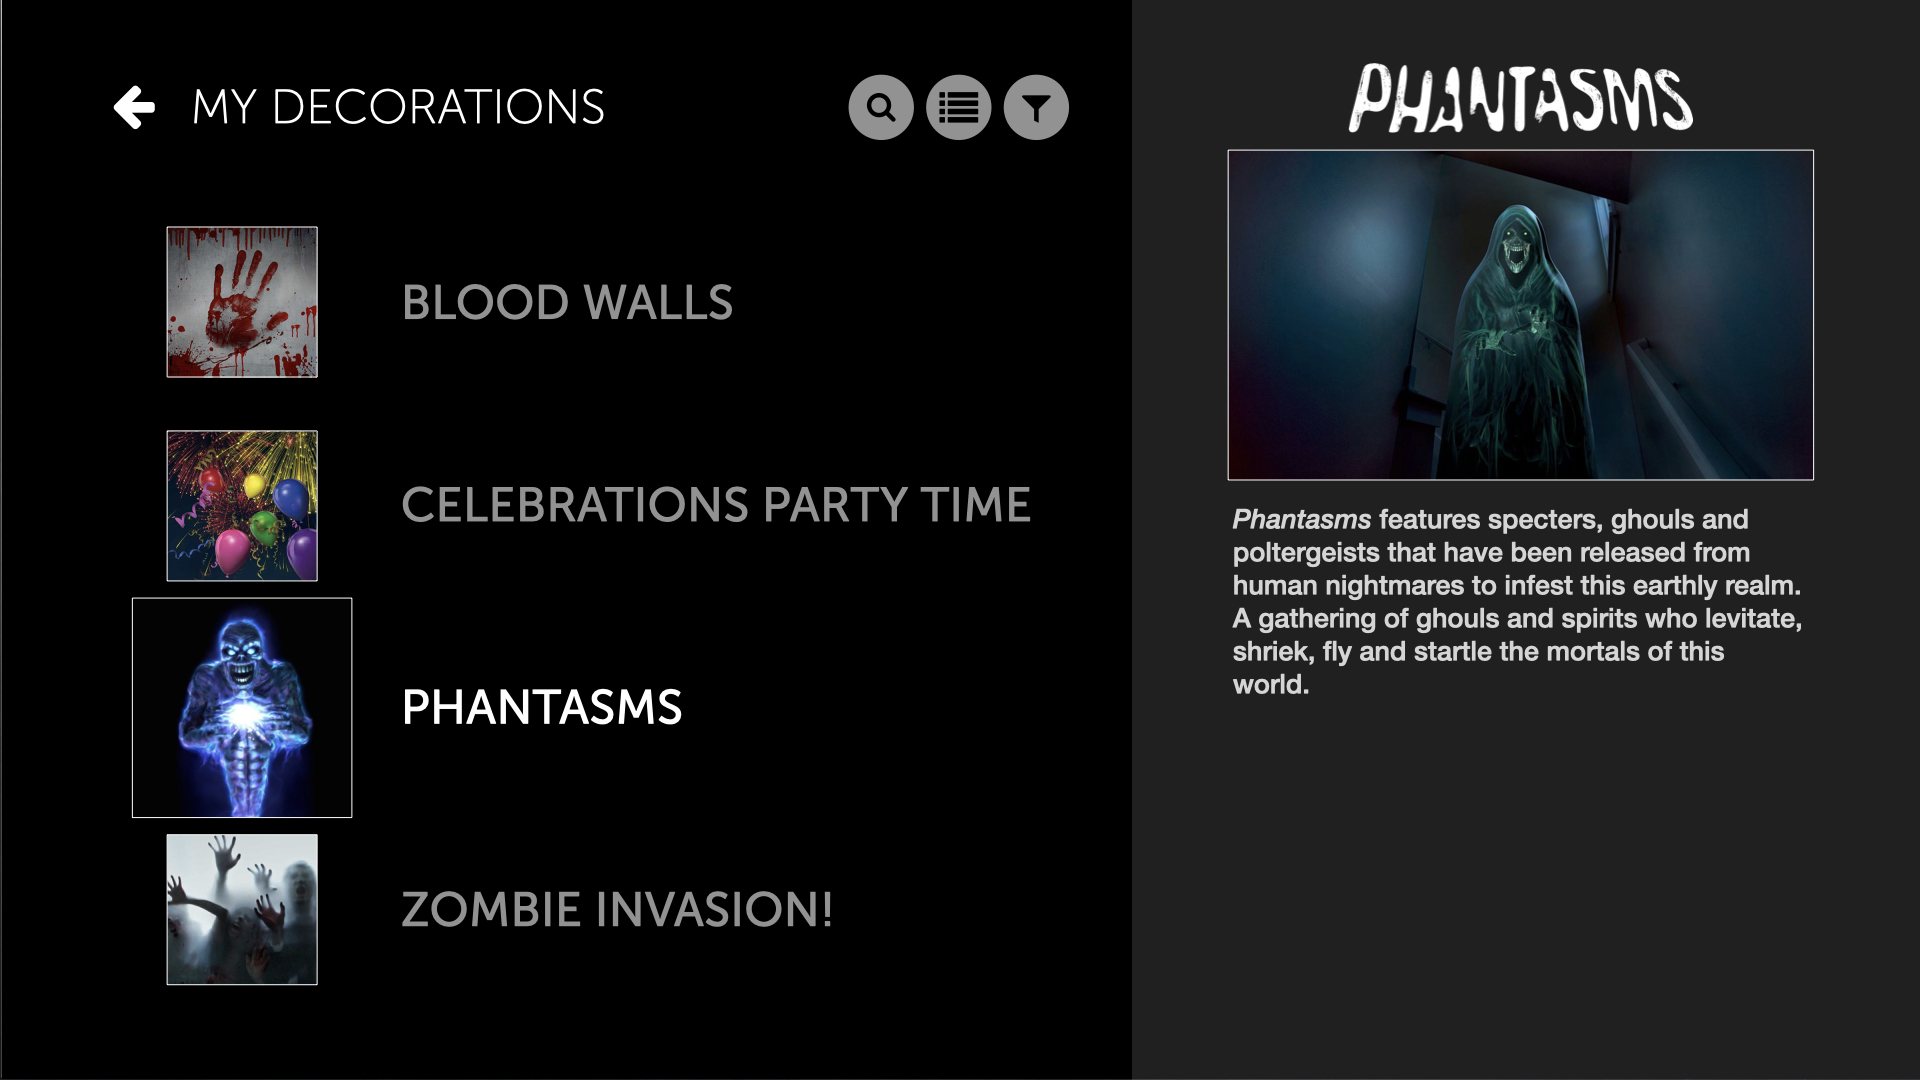 MY DECORATIONS
BLOOD WALLS
CELEBRATIONS PARTY TIME
PHANTASMS
ZOMBIE INVASION!
PHANTASMS
Phantasms features specters, ghouls and
poltergeists that have been released from
human nightmares to infest this earthly realm.
A gathering of ghouls and spirits who levitate,
shriek, fly and startle the mortals of this
world.